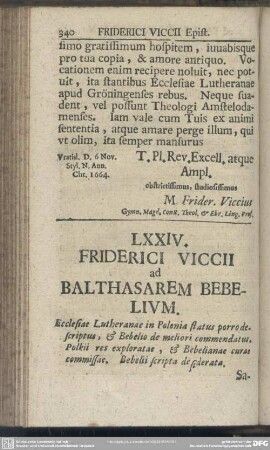 340 FRIDERICI VICCII Epist.
simo gratissimum hospitem, iuuabisque
pro tua copia, & amore antiquo. Vo-
cationem enim recipere noluit, nec pot-
uit, ita stantibus Ecclesiae Lutheranae
apud Gröningenses rebus. Neque sua-
dent, vel possunt Theologi Amsteloda-
menses. Iam vale cum Tuis ex animi
sententia, atque amare perge illum, qui
vt olim, ita semper mansurus
Vratisl. D. 6 Nov.
Styl. N. Ann.
Chr. 1664.
T. Pl. Rev. Excell. atque
Ampl.
obstrictissimus, studiosissimus
M. Frider. Viccius
Gymn. Magd. ConR. Theol. & Ebr. Ling. Prof.
LXXIV.
FRIDERICI VICCII
ad
BALTHASAREM BEBE-
LIVM.
Ecclesiae Lutheranae in Polonia status porro de-
scriptus, & Bebelio de meliori commendatus.
Polkii res exploratae, & Bebelianae curae
commissae. Bebelii scripta desiderata.
Sa-